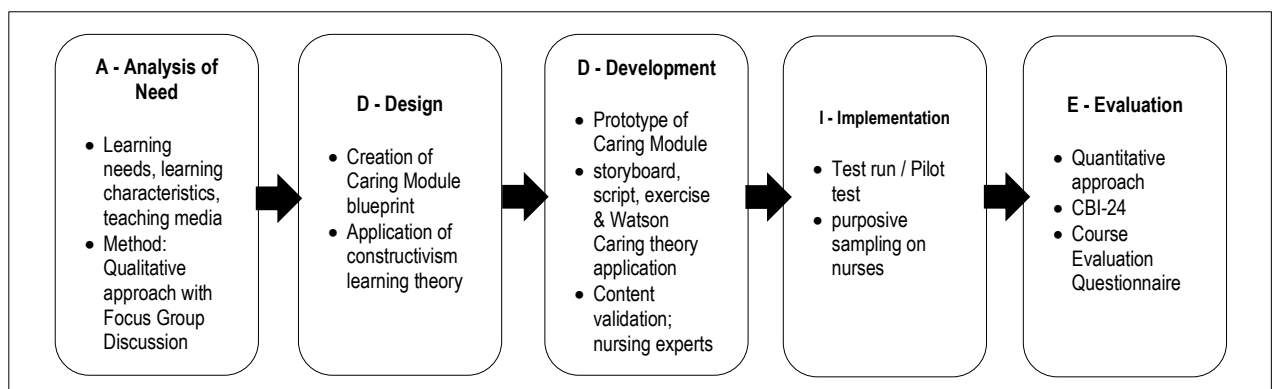 A - Analysis of
Need
• Learning
needs, learning
characteristics,
teaching media
• Method:
Qualitative
approach with
Focus Group
Discussion
D - Design
• Creation of
Caring Module
blueprint
• Application of
constructivism
learning theory
D - Development
• Prototype of
Caring Module
• storyboard,
script, exercise
& Watson
Caring theory
application
• Content
validation;
nursing experts
I - Implementation
• Test run / Pilot
test
• purposive
sampling on
nurses
E - Evaluation
• Quantitative
approach
• CBI-24
• Course
Evaluation
Questionnaire